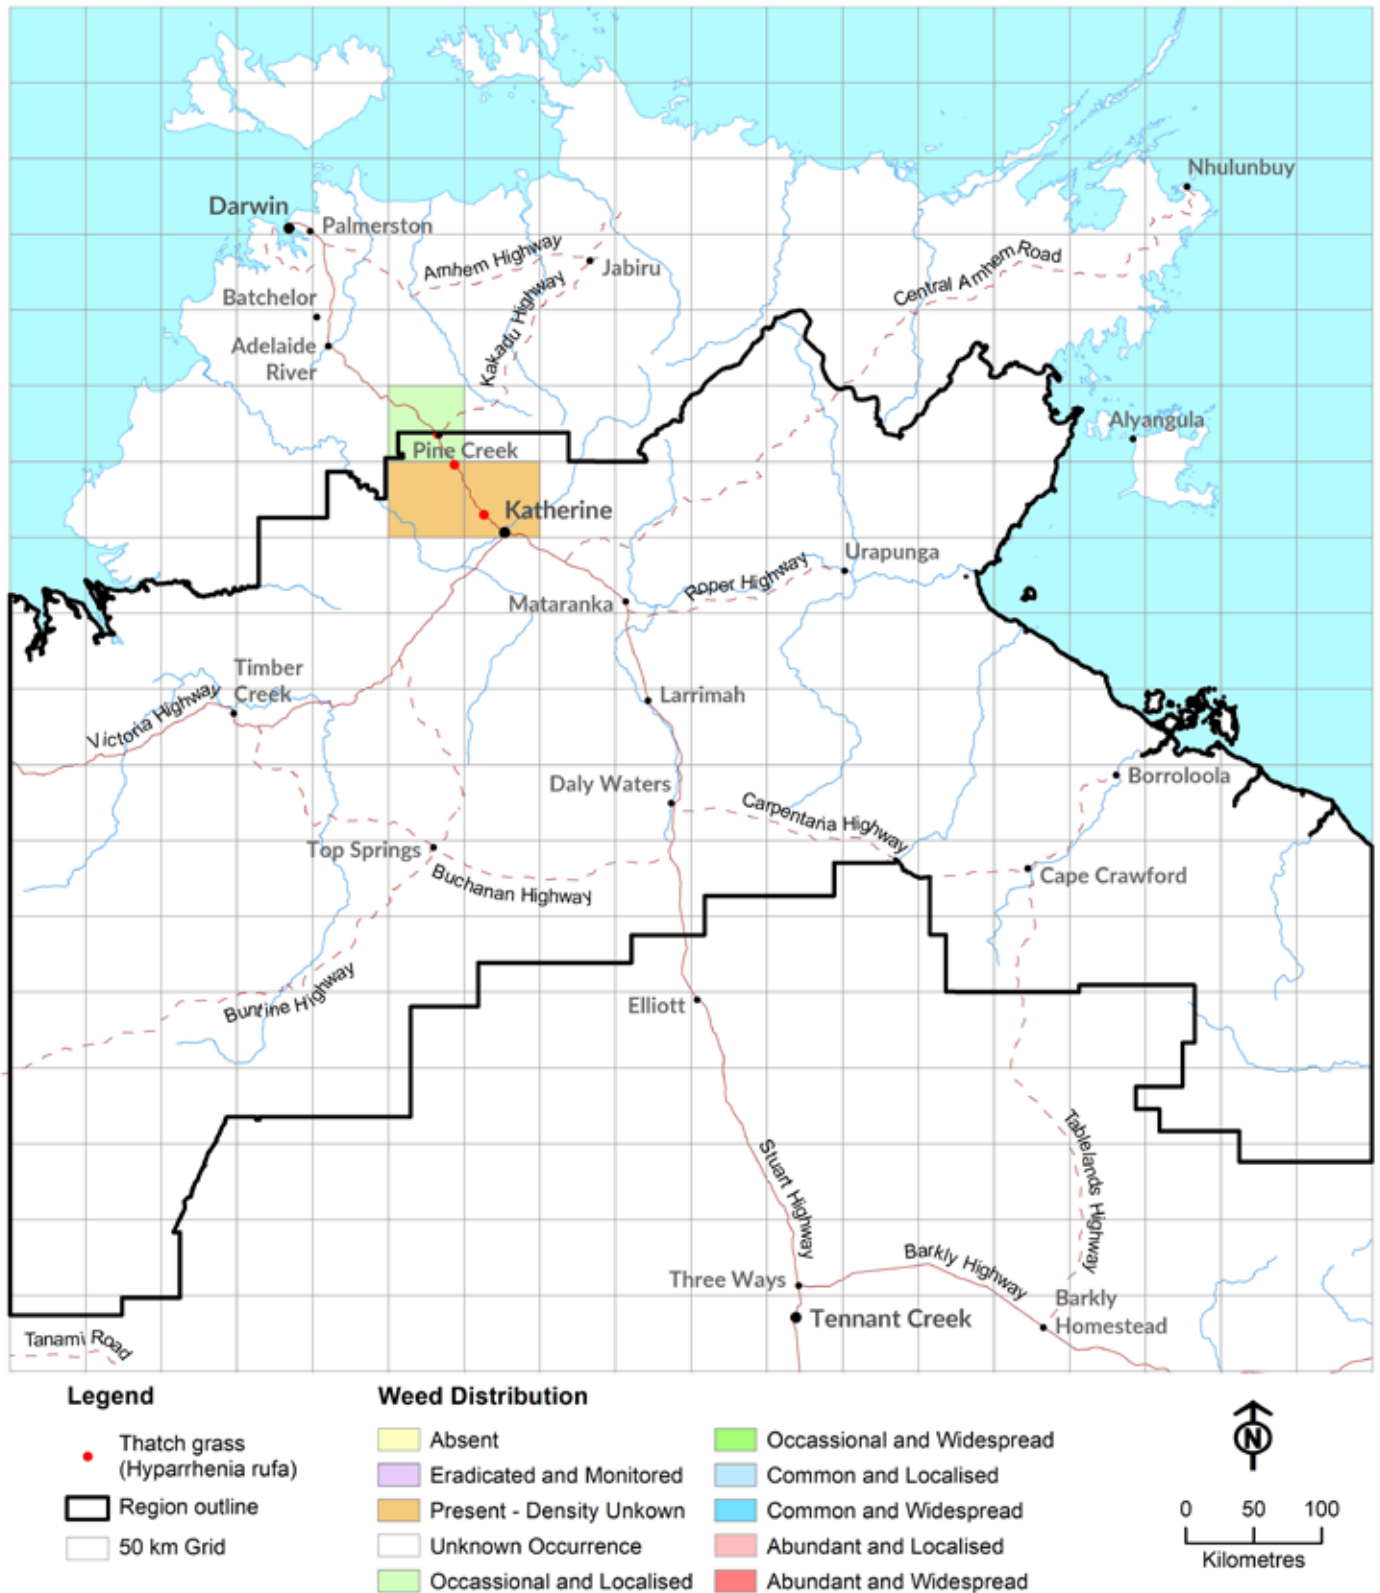 Nhulunbuy
Darwin
Palmerston
Arnhem Highway
Jabiru
Central Arnhem Road
Batchelor
Kakadu Highway
Adelaide
River
Alyangula
Pine Creek
Katherine
Urapunga
Roper Highway
Mataranka
Timber
Creek
Victoria Highway
Larrimah
Daly Waters
Borroloola
Carpentaria Highway
Top Springs
Buchanan Highway
Cape Crawford
Buntine Highway
Elliott
Tablelands Highway
Stuart Highway
Barkly Highway
Three Ways
Barkly
Homestead
Tennant Creek
Tanami Road
Legend
Thatch grass
(Hyparrhenia rufa)
Region outline
50 km Grid
Weed Distribution
Absent
Eradicated and Monitored
Present - Density Unkown
Unknown Occurrence
Occassional and Localised
Occassional and Widespread
Common and Localised
Common and Widespread
Abundant and Localised
Abundant and Widespread
N
0 50 100
Kilometres